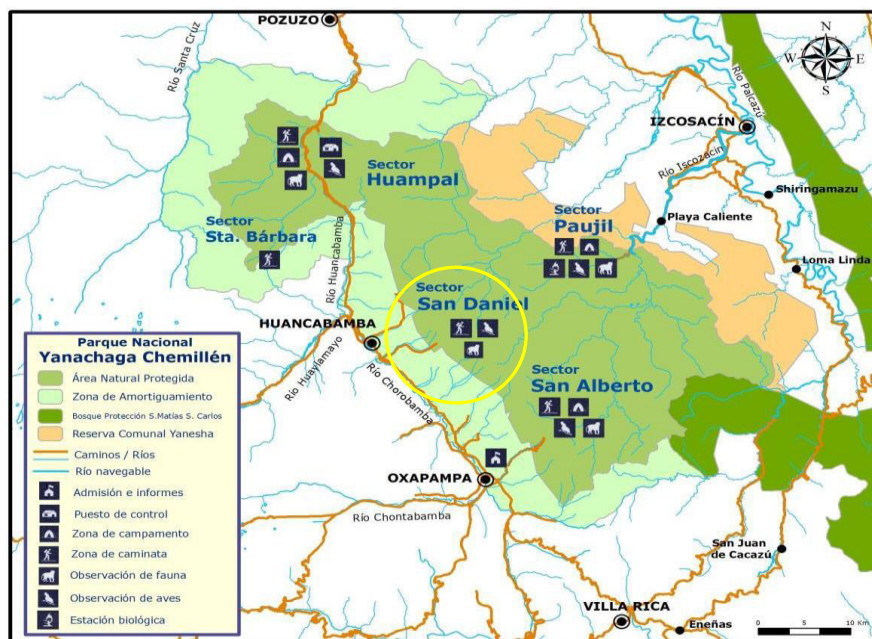 POZUZO
Río Santa Cruz
N
W
E
S
Río Palcazú
IZCOSACÍN
Río Iscozacín
Sector
Huampal
Shiringamazu
Sector
Paujil
Playa Caliente
Sector
Sta. Bárbara
Río Huancabamba
Loma Linda
Sector
San Daniel
HUANCABAMBA
Río Huaylamayo
Río Chorobamba
Sector
San Alberto
OXAPAMPA
Río Chontabamba
San Juan
de Cacazú
VILLA RICA
Eneñas
0 5 10 Km
Parque Nacional
Yanachaga Chemillén
Área Natural Protegida
Zona de Amortiguamiento
Bosque Protección S.Matías S. Carlos
Reserva Comunal Yanesha
Caminos / Ríos
Río navegable
Admisión e informes
Puesto de control
Zona de campamento
Zona de caminata
Observación de fauna
Observación de aves
Estación biológica